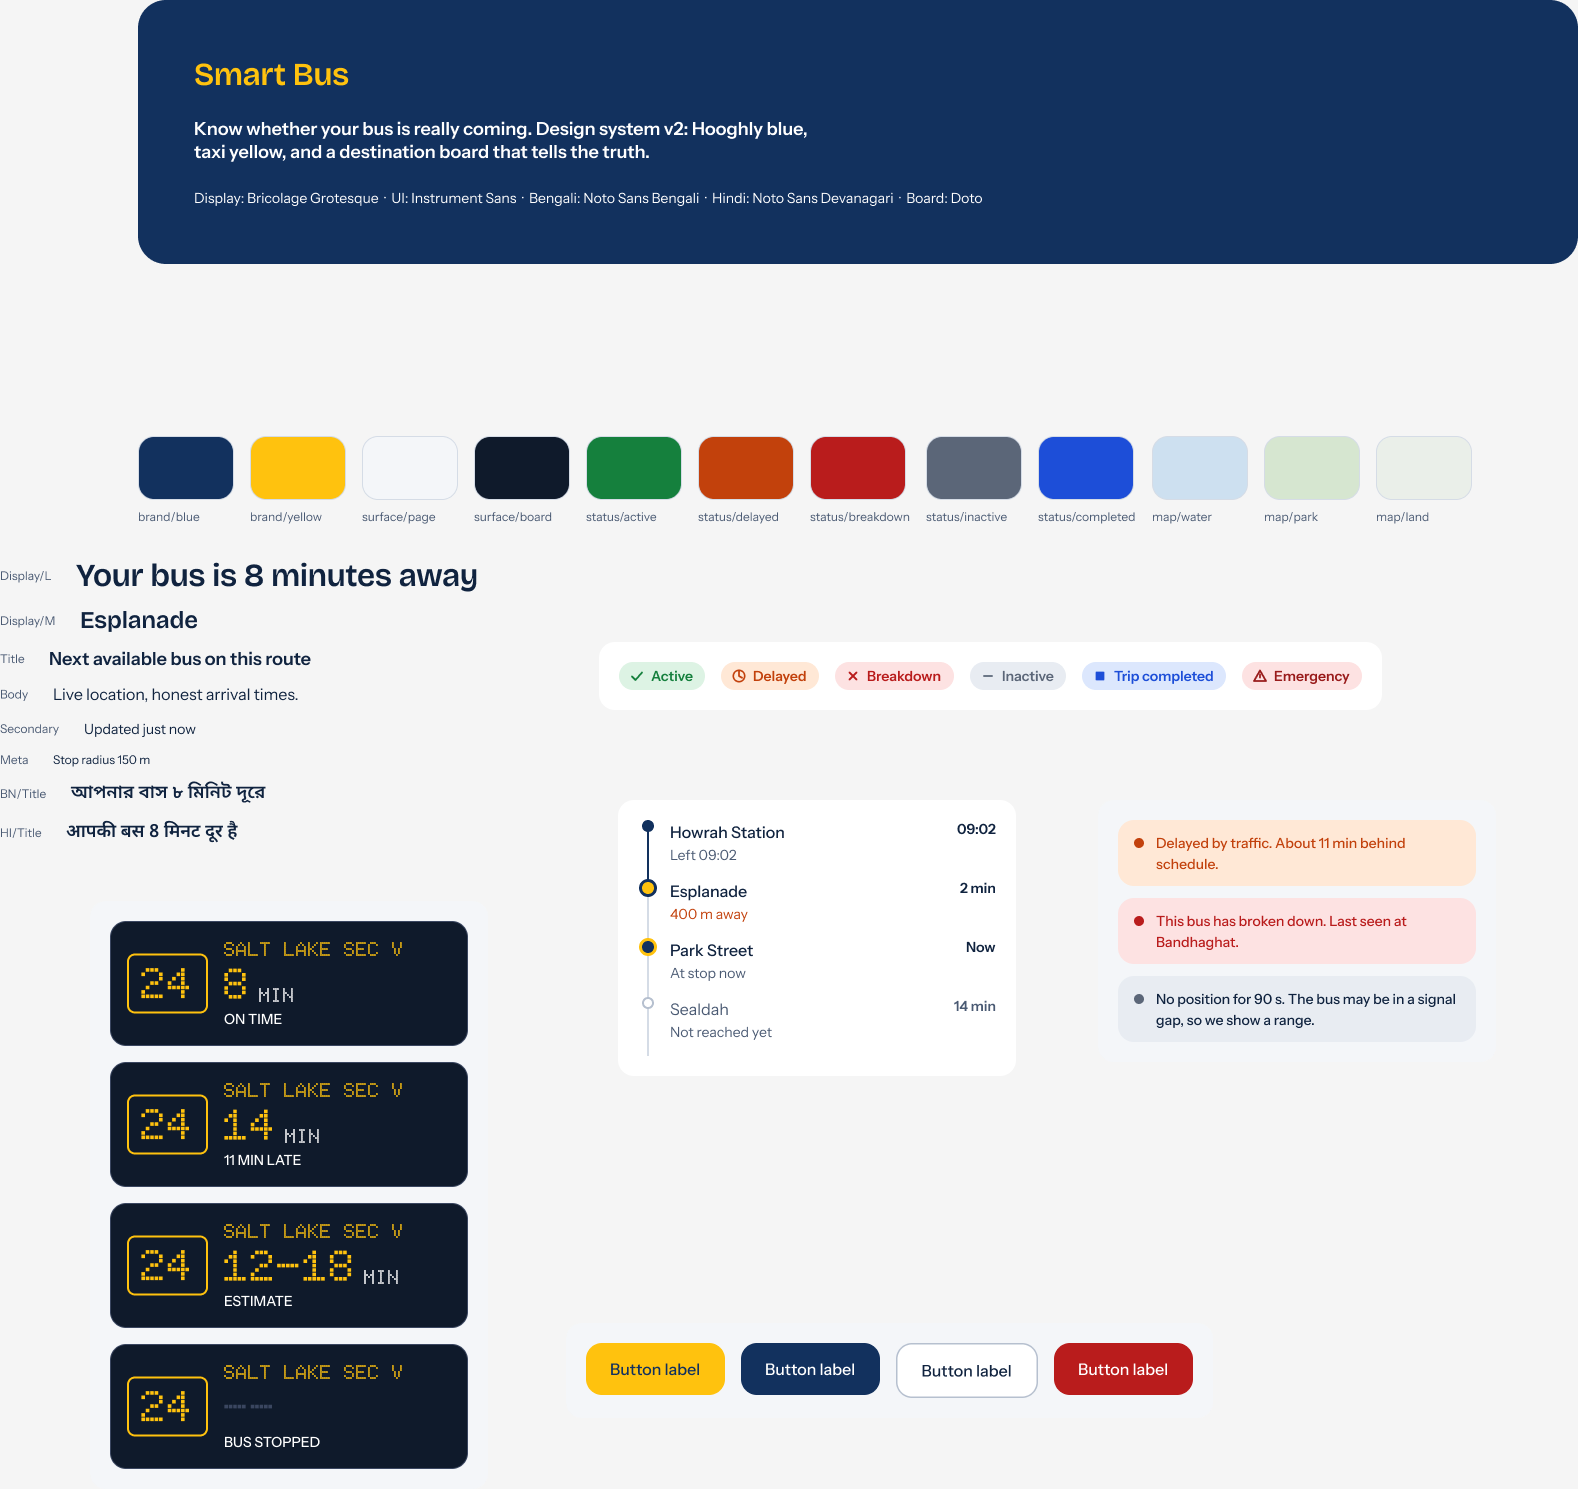 Smart Bus
Know whether your bus is really coming. Design system v2: Hooghly blue,
taxi yellow, and a destination board that tells the truth.
Display: Bricolage Grotesque · UI: Instrument Sans · Bengali: Noto Sans Bengali · Hindi: Noto Sans Devanagari · Board: Doto
brand/blue
brand/yellow
surface/page
surface/board
status/active
status/delayed
status/breakdown
status/inactive
status/completed
map/water
map/park
map/land
Display/L Your bus is 8 minutes away
Display/M Esplanade
Title Next available bus on this route
Body Live location, honest arrival times.
Secondary Updated just now
Meta Stop radius 150 m
BN/Title আপনার বাস ৮ মিনিট দূরে
HI/Title आपकी बस 8 मिनट दूर है
Active
Delayed
Breakdown
Inactive
Trip completed
Emergency
Howrah Station 09:02
Left 09:02
Esplanade 2 min
400 m away
Park Street Now
At stop now
Sealdah 14 min
Not reached yet
Delayed by traffic. About 11 min behind
schedule.
This bus has broken down. Last seen at
Bandhaghat.
No position for 90 s. The bus may be in a signal
gap, so we show a range.
24
SALT LAKE SEC V
8 MIN
ON TIME
24
SALT LAKE SEC V
14 MIN
11 MIN LATE
24
SALT LAKE SEC V
12-18 MIN
ESTIMATE
24
SALT LAKE SEC V
--
BUS STOPPED
Button label
Button label
Button label
Button label